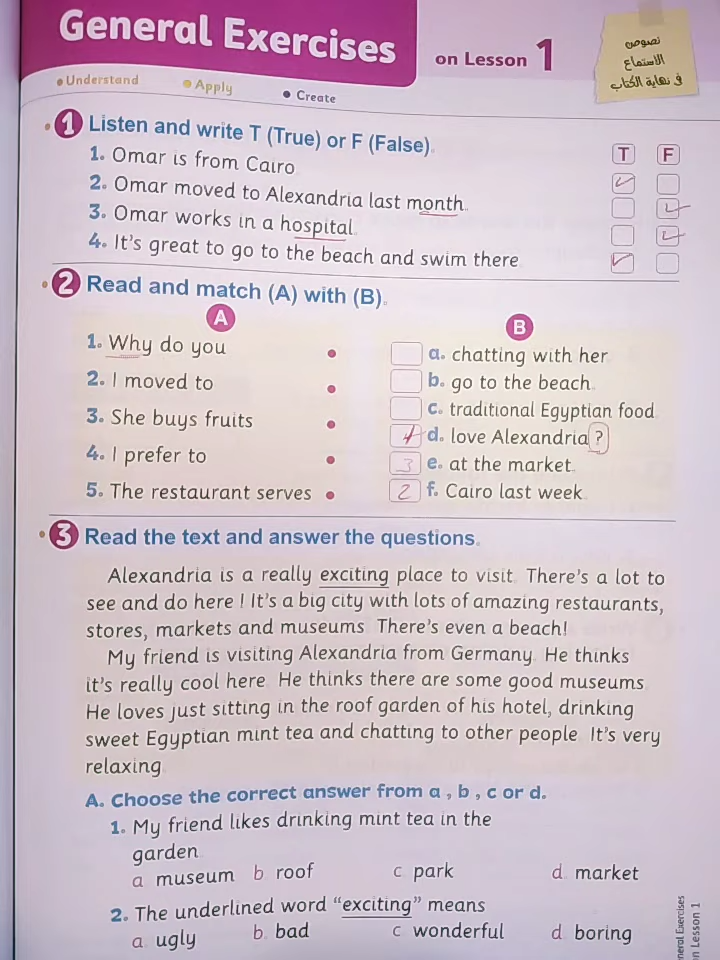 General Exercises on Lesson 1
نصوص
الاستماع
فى نهاية الكتاب
Understand Apply Create
1 Listen and write T (True) or F (False). T F
1. Omar is from Cairo
2. Omar moved to Alexandria last month.
3. Omar works in a hospital.
4. It's great to go to the beach and swim there
2 Read and match (A) with (B).
A B
1. Why do you a. chatting with her
2. I moved to b. go to the beach
3. She buys fruits c. traditional Egyptian food
4. I prefer to d. love Alexandria?
5. The restaurant serves 3 e. at the market
2 f. Cairo last week
3 Read the text and answer the questions.
Alexandria is a really exciting place to visit. There's a lot to
see and do here ! It's a big city with lots of amazing restaurants,
stores, markets and museums. There's even a beach!
My friend is visiting Alexandria from Germany. He thinks
it's really cool here. He thinks there are some good museums.
He loves just sitting in the roof garden of his hotel, drinking
sweet Egyptian mint tea and chatting to other people. It's very
relaxing
A. Choose the correct answer from a , b , c or d.
1. My friend likes drinking mint tea in the
garden
a museum b roof c park d market
2. The underlined word "exciting" means
a. ugly b. bad c wonderful d boring
General Exercises
on Lesson 1